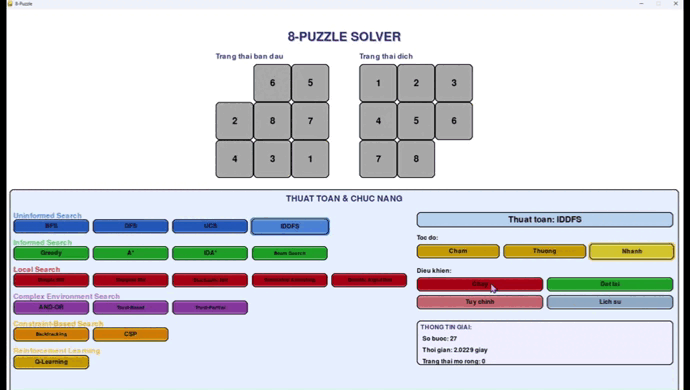 8-Puzzle
8-PUZZLE SOLVER
Trang thai ban dau
Trang thai dich
6 5
2 8 7
4 3 1
1 2 3
4 5 6
7 8
THUAT TOAN & CHUC NANG
Uninformed Search
BFS DFS UCS IDDFS
Informed Search
Greedy A* IDA* Beam Search
Local Search
Complex Environment Search
AND-OR
Constraint-Based Search
Backtracking CSP
Reinforcement Learning
Q-Learning
Thuat toan: IDDFS
Toc do:
Cham Thuong Nhanh
Dieu khien:
Dat lai
Tuy chinh Lich su
THONG TIN GIAI:
So buoc: 27
Thoi gian: 2.0229 giay
Trang thai mo rong: 0